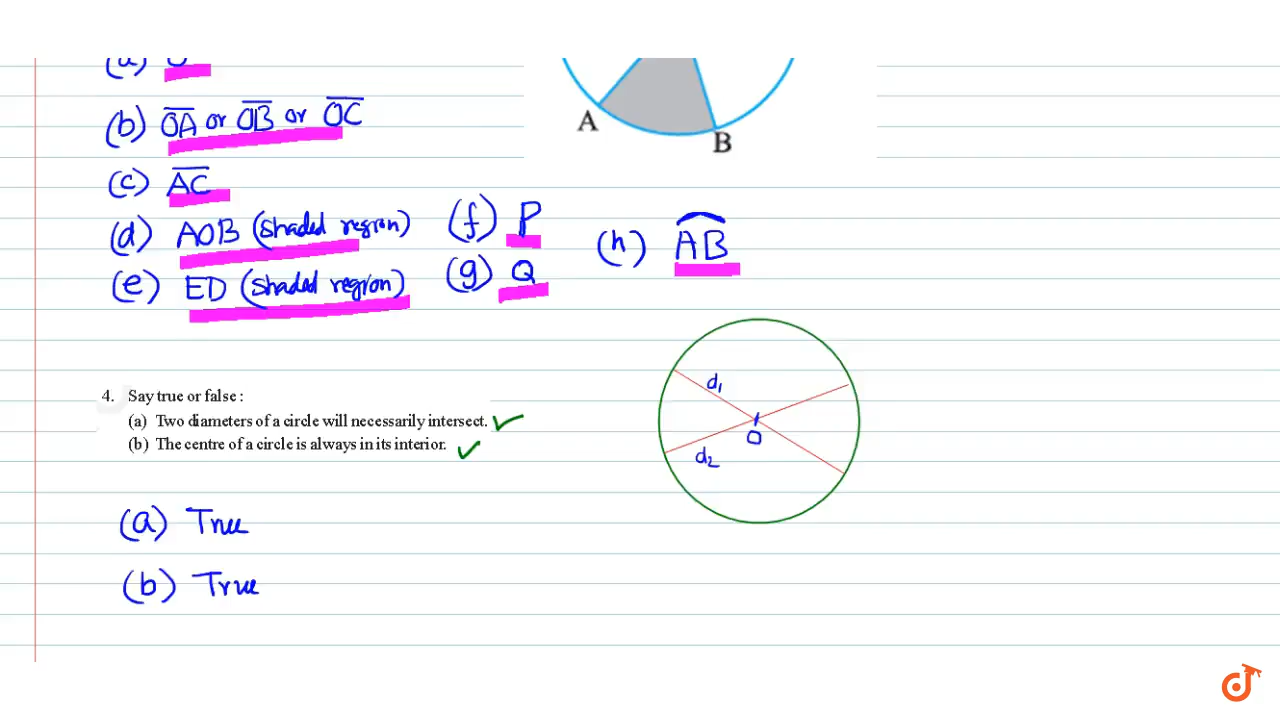 (b) OA or OB or OC
(c) AC
(d) AOB (shaded region)
(e) ED (shaded region)
(f) P
(g) Q
(h) AB
A
B
4. Say true or false :
(a) Two diameters of a circle will necessarily intersect.
(b) The centre of a circle is always in its interior.
d1
O
d2
(a) True
(b) True